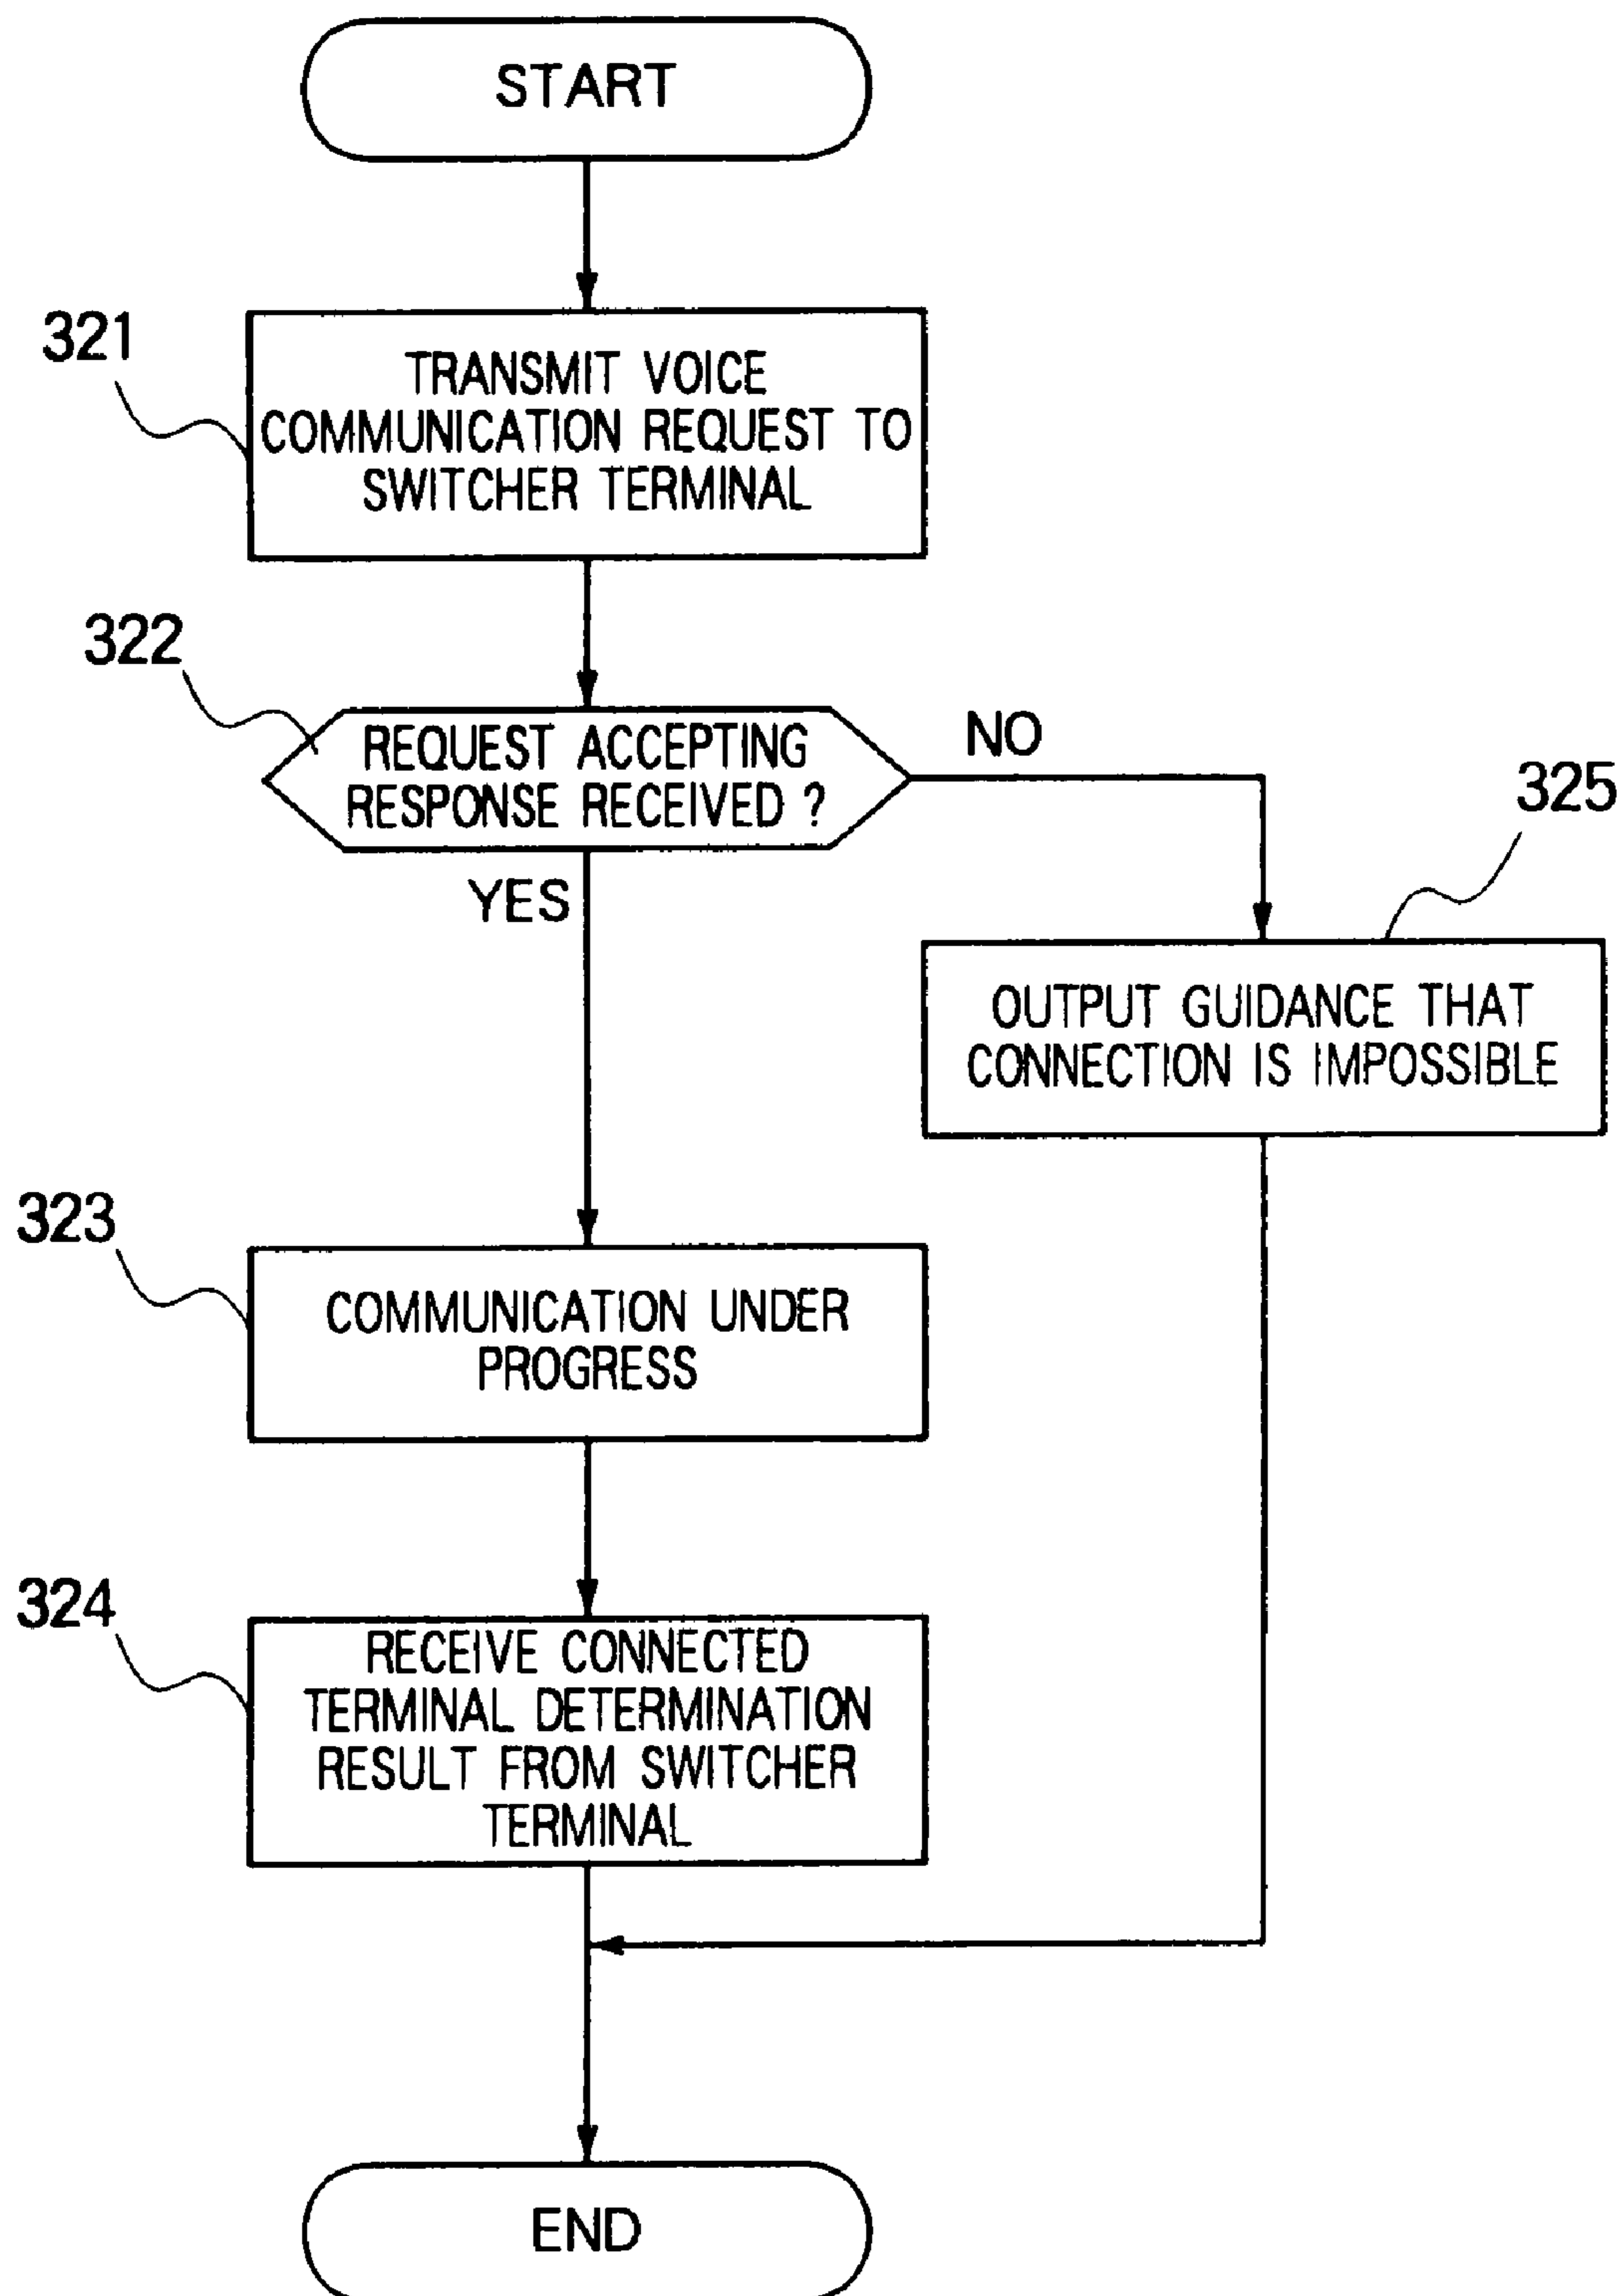 START
321
TRANSMIT VOICE
COMMUNICATION REQUEST TO
SWITCHER TERMINAL
322
REQUEST ACCEPTING
RESPONSE RECEIVED ?
NO
YES
325
OUTPUT GUIDANCE THAT
CONNECTION IS IMPOSSIBLE
323
COMMUNICATION UNDER
PROGRESS
324
RECEIVE CONNECTED
TERMINAL DETERMINATION
RESULT FROM SWITCHER
TERMINAL
END